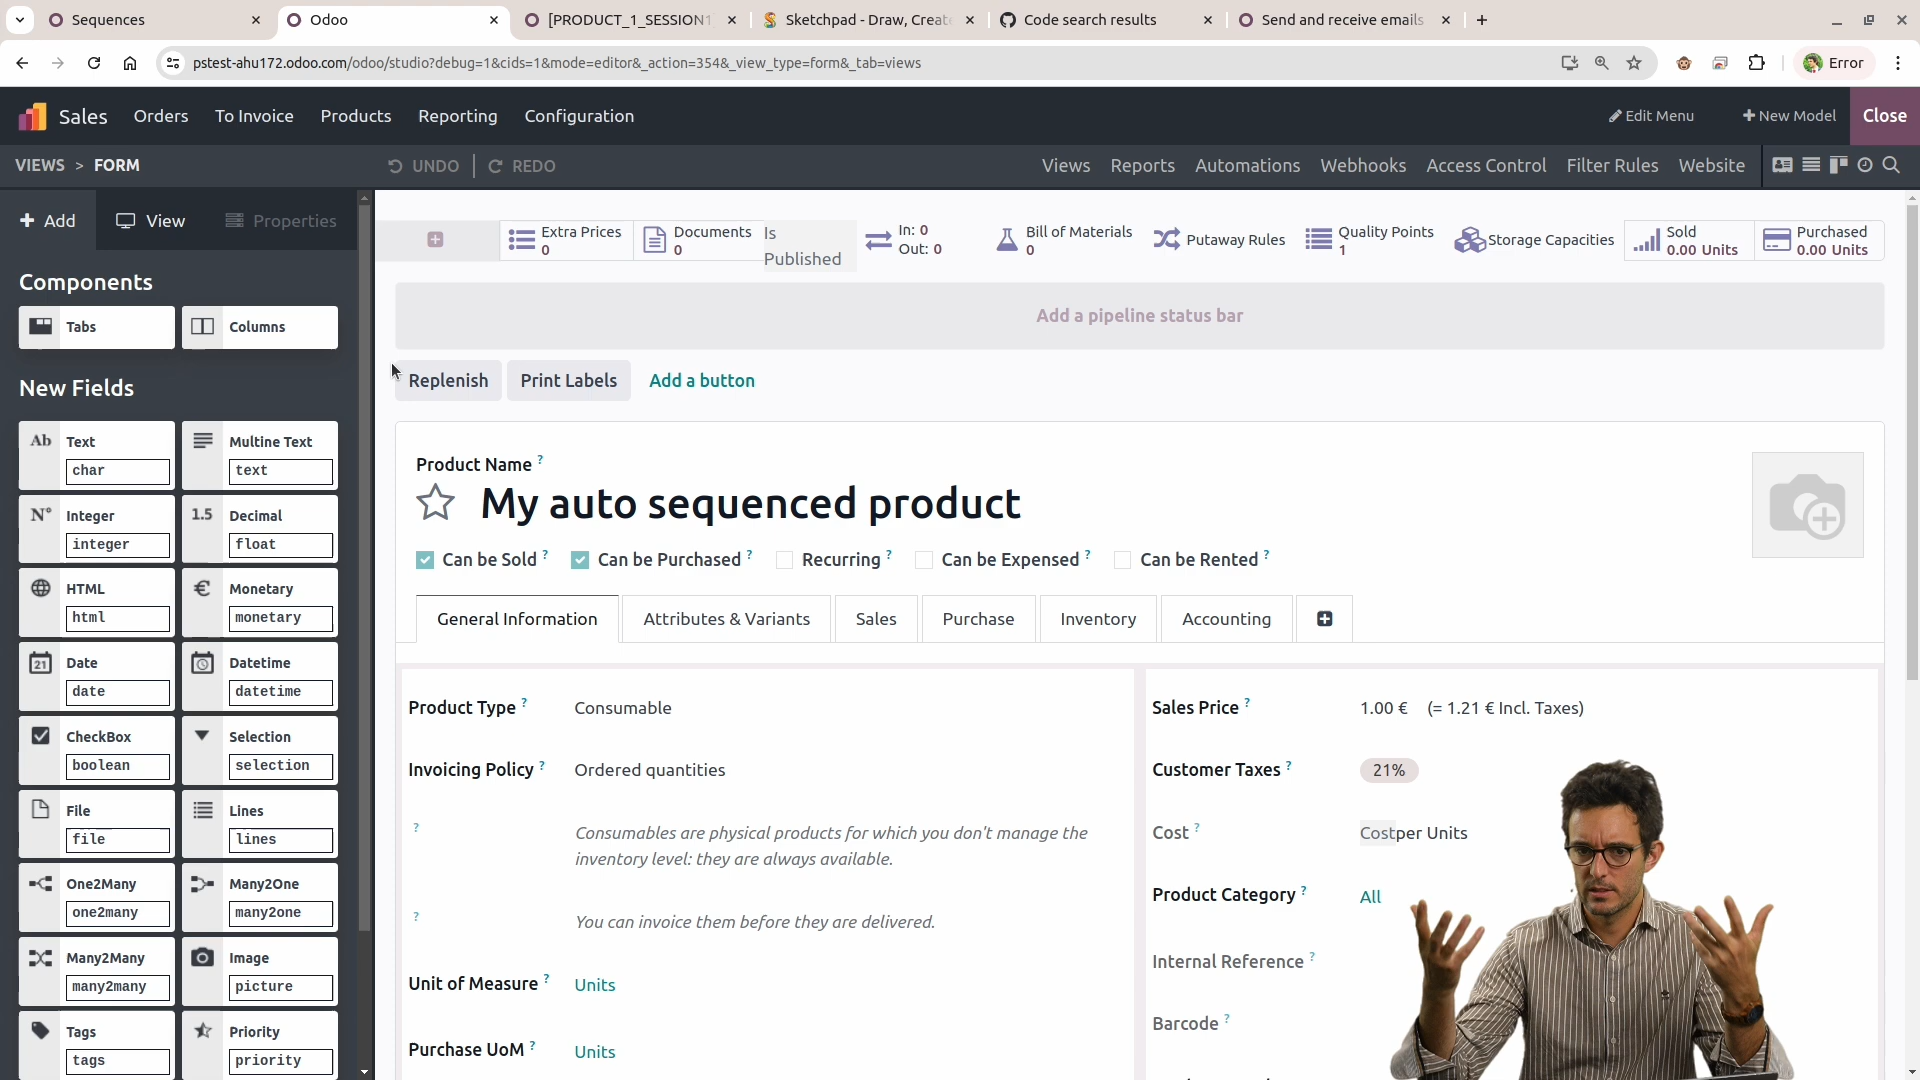 Sequences
Odoo
[PRODUCT_1_SESSION1
Sketchpad - Draw, Create
Code search results
Send and receive emails
pstest-ahu172.odoo.com/odoo/studio?debug=1&cids=1&mode=editor&_action=354&_view_type=form&_tab=views
Error
Sales
Orders
To Invoice
Products
Reporting
Configuration
Edit Menu
New Model
Close
VIEWS > FORM
UNDO
REDO
Views
Reports
Automations
Webhooks
Access Control
Filter Rules
Website
Add
View
Properties
Components
Tabs
Columns
New Fields
Ab Text
char
Multine Text
text
N° Integer
integer
1.5 Decimal
float
HTML
html
€ Monetary
monetary
21 Date
date
Datetime
datetime
CheckBox
boolean
Selection
selection
File
file
Lines
lines
One2Many
one2many
Many2One
many2one
Many2Many
many2many
Image
picture
Tags
tags
Priority
priority
Extra Prices
0
Documents
0
Is
Published
In: 0
Out: 0
Bill of Materials
0
Putaway Rules
Quality Points
1
Storage Capacities
Sold
0.00 Units
Purchased
0.00 Units
Add a pipeline status bar
Replenish
Print Labels
Add a button
Product Name ?
My auto sequenced product
Can be Sold ?
Can be Purchased ?
Recurring ?
Can be Expensed ?
Can be Rented ?
General Information
Attributes & Variants
Sales
Purchase
Inventory
Accounting
Product Type ? Consumable
Invoicing Policy ? Ordered quantities
? Consumables are physical products for which you don't manage the
inventory level: they are always available.
? You can invoice them before they are delivered.
Unit of Measure ? Units
Purchase UoM ? Units
Sales Price ? 1.00 € (= 1.21 € Incl. Taxes)
Customer Taxes ? 21%
Cost ? Costper Units
Product Category ? All
Internal Reference ?
Barcode ?